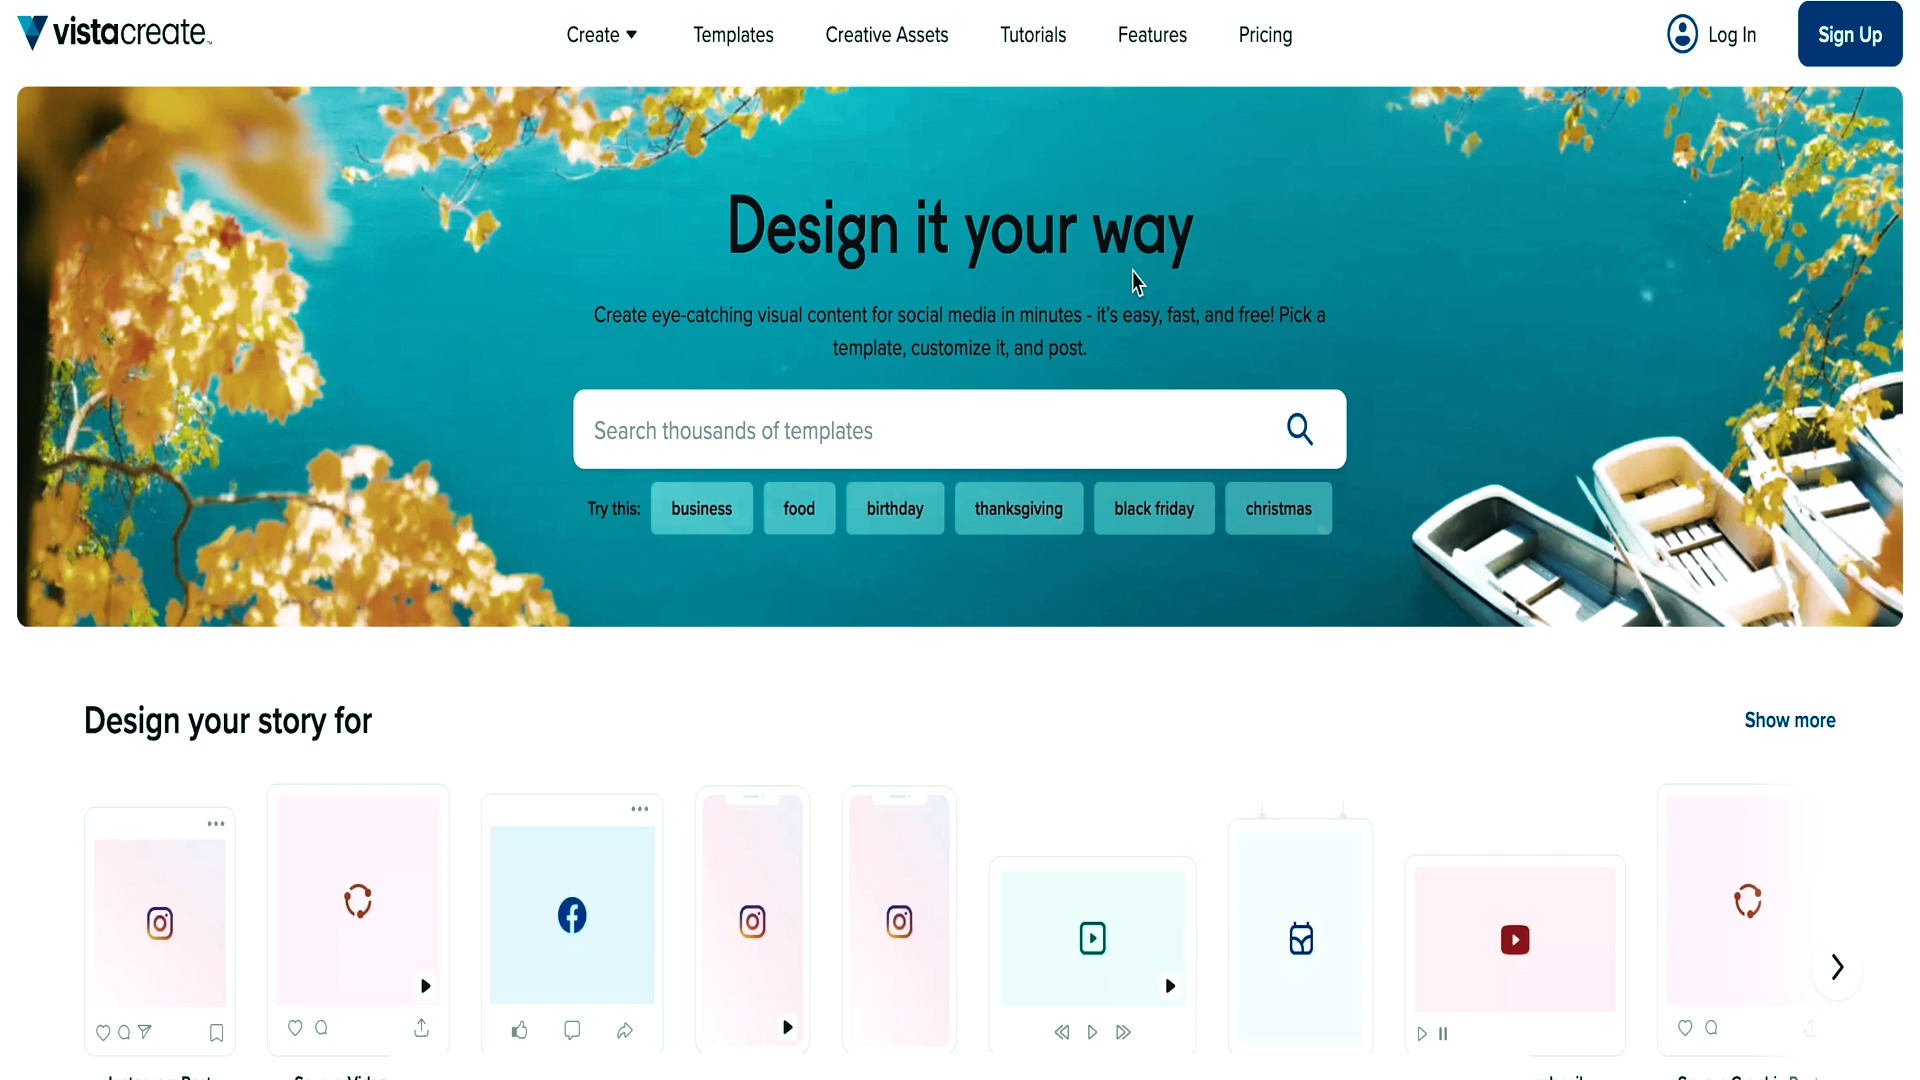 vistacreate
Create
Templates
Creative Assets
Tutorials
Features
Pricing
Log In
Sign Up
Design it your way
Create eye-catching visual content for social media in minutes - it's easy, fast, and free! Pick a
template, customize it, and post.
Search thousands of templates
Try this:
business
food
birthday
thanksgiving
black friday
christmas
Design your story for
Show more